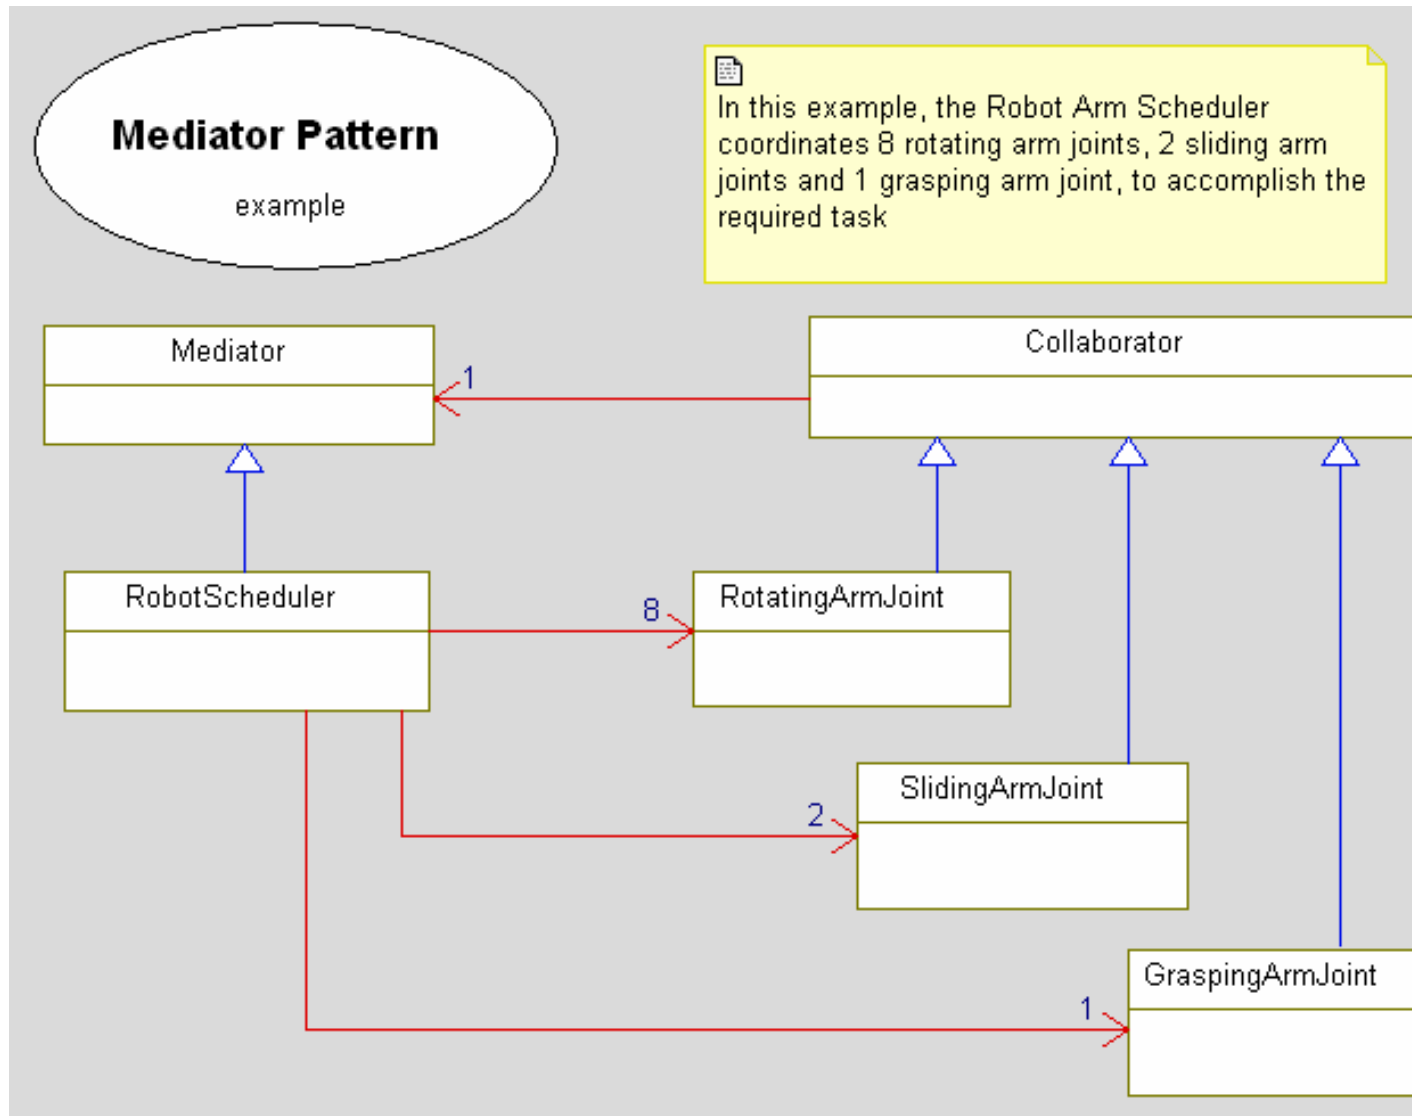 Mediator Pattern
example
In this example, the Robot Arm Scheduler
coordinates 8 rotating arm joints, 2 sliding arm
joints and 1 grasping arm joint, to accomplish the
required task
Mediator
Collaborator
1
RobotScheduler
RotatingArmJoint
8
SlidingArmJoint
2
GraspingArmJoint
1